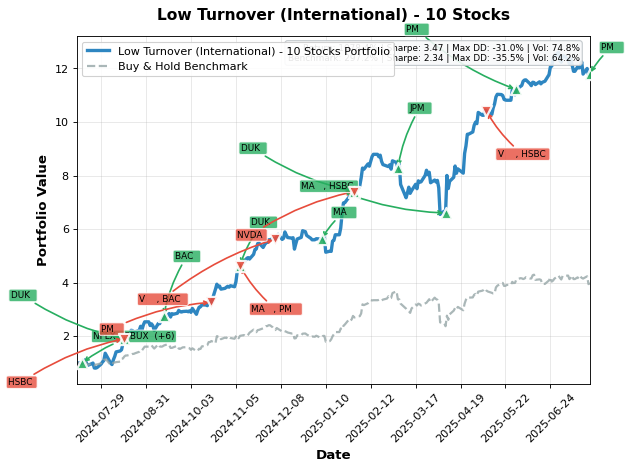 Low Turnover (International) - 10 Stocks
PM
Low Turnover (International) - 10 Stocks Portfolio
Buy & Hold Benchmark
Sharpe: 3.47 | Max DD: -31.0% | Vol: 74.8%
Sharpe: 2.34 | Max DD: -35.5% | Vol: 64.2%
PM
JPM
DUK
V , HSBC
MA , HSBC
MA
DUK
NVDA
BAC
DUK
V , BAC
MA , PM
PM
BUX (+6)
HSBC
Portfolio Value
12
10
8
6
4
2
2024-07-29
2024-08-31
2024-10-03
2024-11-05
2024-12-08
2025-01-10
2025-02-12
2025-03-17
2025-04-19
2025-05-22
2025-06-24
Date